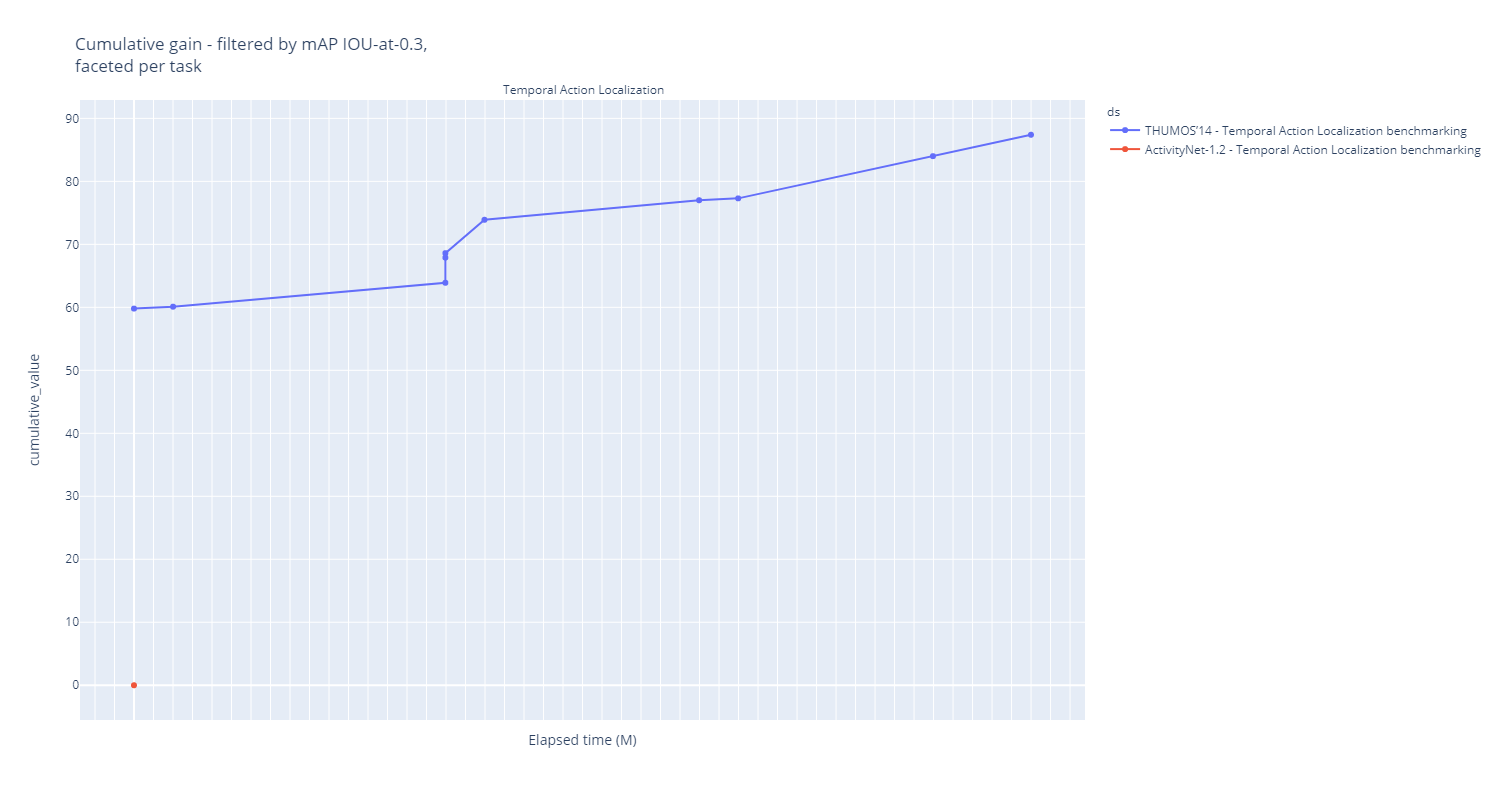 Cumulative gain - filtered by mAP IOU-at-0.3,
faceted per task
Temporal Action Localization
ds
THUMOS’14 - Temporal Action Localization benchmarking
ActivityNet-1.2 - Temporal Action Localization benchmarking
90
80
70
60
50
40
30
20
10
0
cumulative_value
Elapsed time (M)